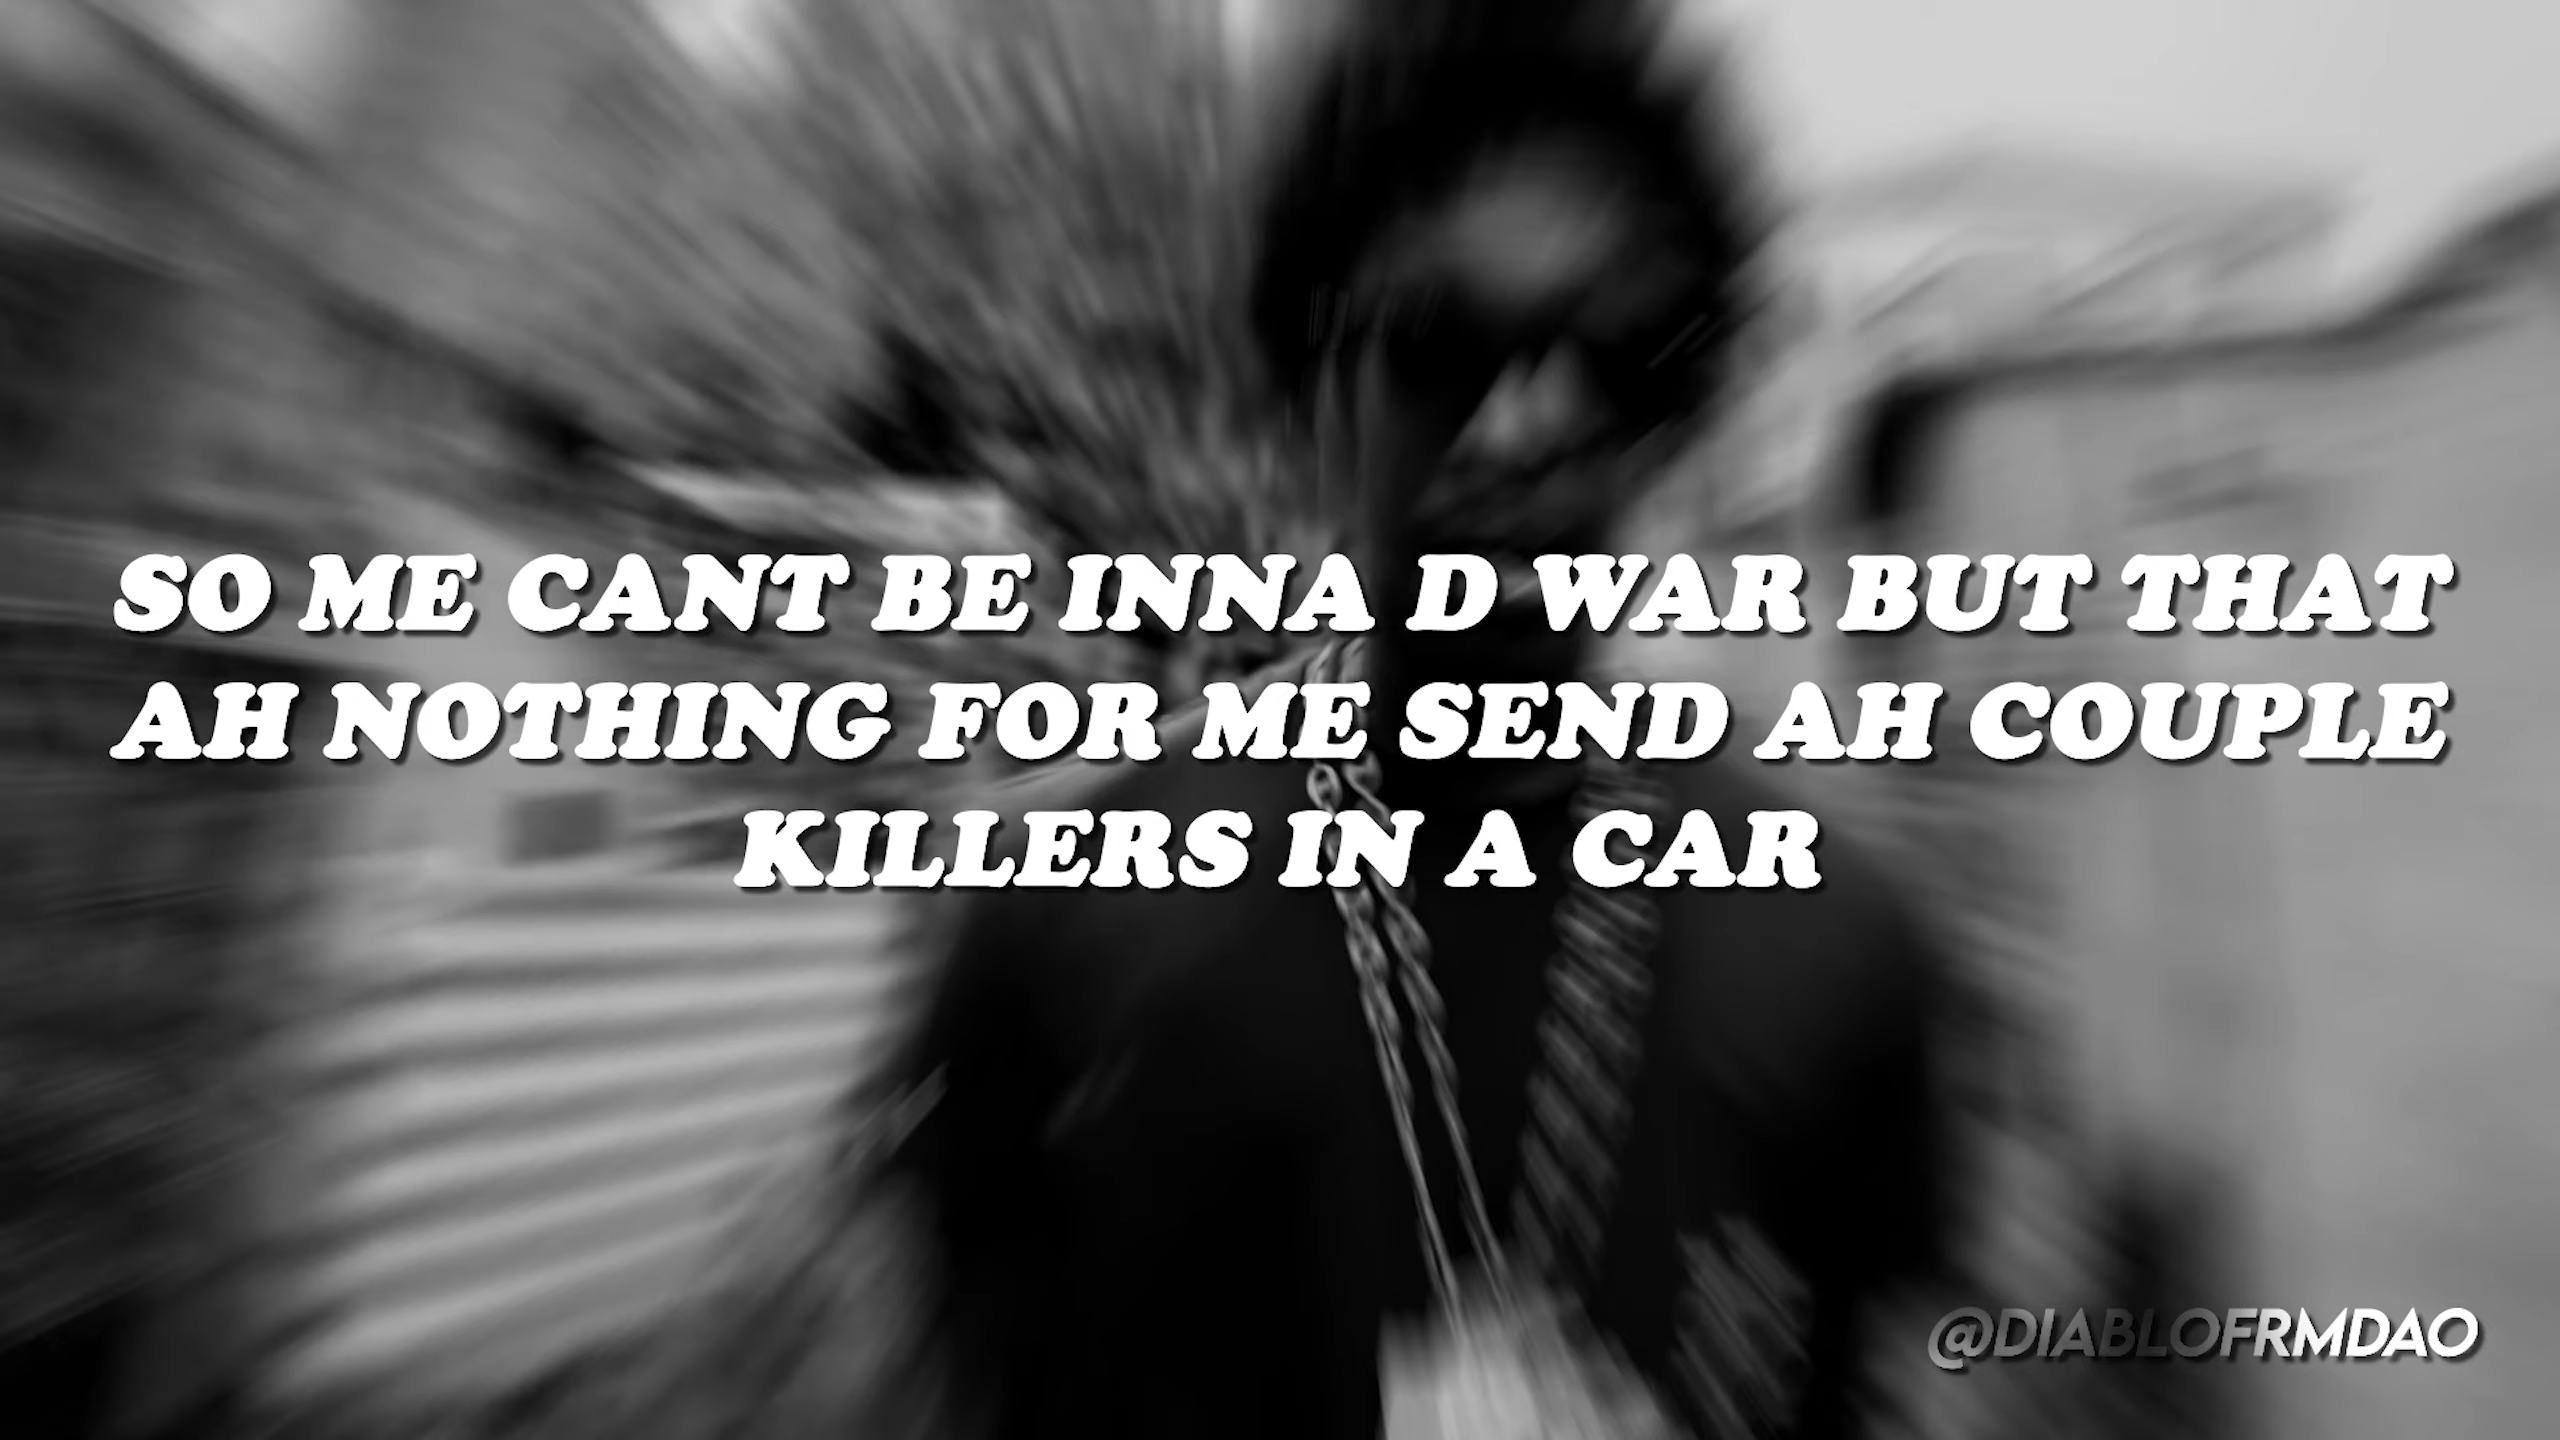 SO ME CANT BE INNA D WAR BUT THAT
AH NOTHING FOR ME SEND AH COUPLE
KILLERS IN A CAR
@DIABLOFRMDAO